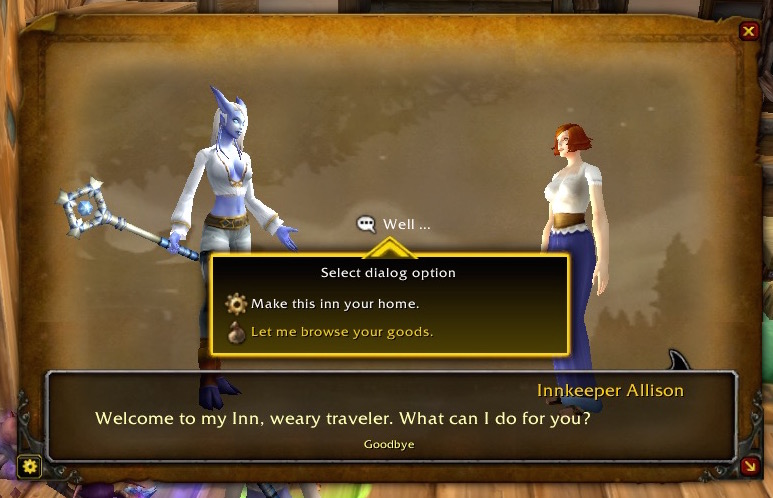 Well ...
Select dialog option
Make this inn your home.
Let me browse your goods.
Innkeeper Allison
Welcome to my Inn, weary traveler. What can I do for you?
Goodbye